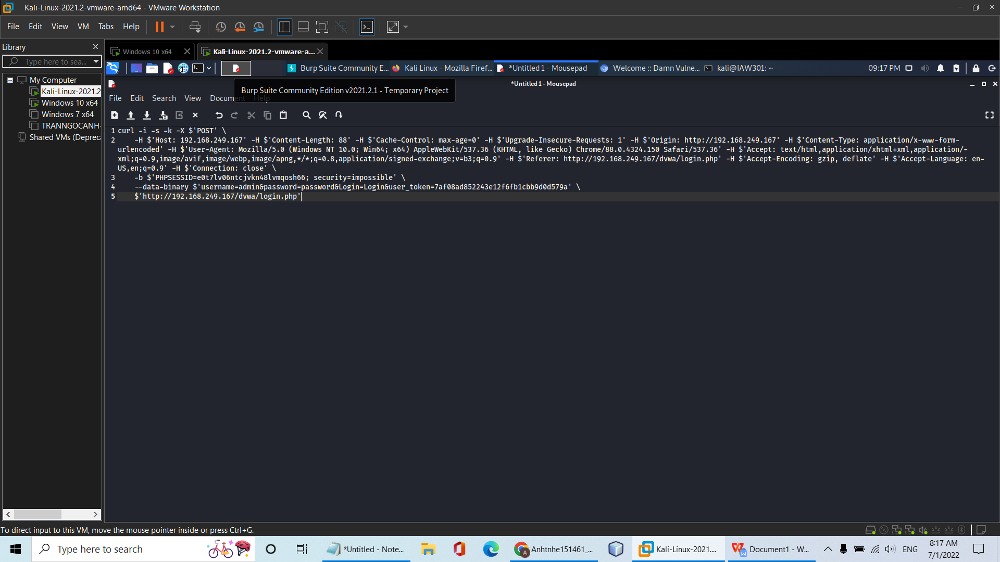 Kali-Linux-2021.2-vmware-amd64 - VMware Workstation
File Edit View VM Tabs Help
Library
Type here to sea...
My Computer
Kali-Linux-2021.2
Windows 10 x64
Windows 7 x64
TRANNGOCANH-
Shared VMs (Depreca
Windows 10 x64
Kali-Linux-2021.2-vmware-a...
Burp Suite Community E...
Kali Linux - Mozilla Firef...
*Untitled 1 - Mousepad
Welcome :: Damn Vulne...
kali@IAW301: ~
09:17 PM
*Untitled 1 - Mousepad
Burp Suite Community Edition v2021.2.1 - Temporary Project
File Edit Search View Document Help
1 curl -i -s -k -X $'POST' \
2 -H $'Host: 192.168.249.167' -H $'Content-Length: 88' -H $'Cache-Control: max-age=0' -H $'Upgrade-Insecure-Requests: 1' -H $'Origin: http://192.168.249.167' -H $'Content-Type: application/x-www-form-
urlencoded' -H $'User-Agent: Mozilla/5.0 (Windows NT 10.0; Win64; x64) AppleWebKit/537.36 (KHTML, like Gecko) Chrome/88.0.4324.150 Safari/537.36' -H $'Accept: text/html,application/xhtml+xml,application/-
xml;q=0.9,image/avif,image/webp,image/apng,*/*;q=0.8,application/signed-exchange;v=b3;q=0.9' -H $'Referer: http://192.168.249.167/dvwa/login.php' -H $'Accept-Encoding: gzip, deflate' -H $'Accept-Language: en-
US,en;q=0.9' -H $'Connection: close' \
3 -b $'PHPSESSID=e0t7lv06ntcjvkn48lvmqosh66; security=impossible' \
4 --data-binary $'username=admin&password=password&Login=Login&user_token=7af08ad852243e12f6fb1cbb9d0d579a' \
5 $'http://192.168.249.167/dvwa/login.php'
To direct input to this VM, move the mouse pointer inside or press Ctrl+G.
Type here to search
*Untitled - Note...
Anhtnhe151461_...
Kali-Linux-2021....
Document1 - W...
ENG
8:17 AM
7/1/2022